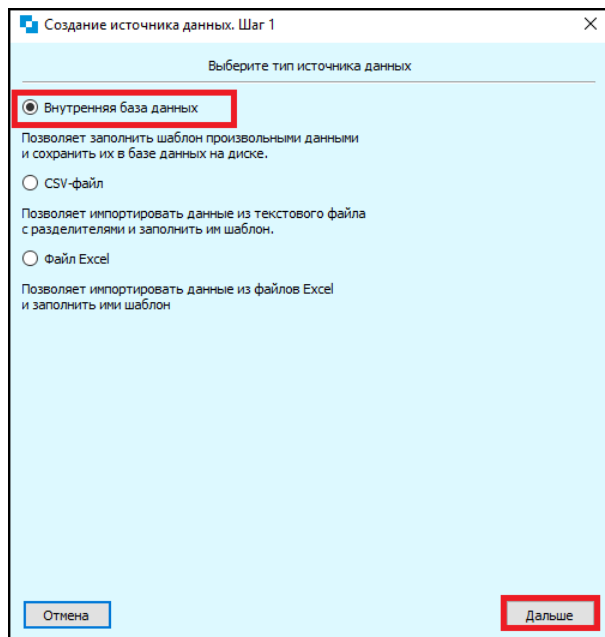 Создание источника данных. Шаг 1
Выберите тип источника данных
Внутренняя база данных
Позволяет заполнить шаблон произвольными данными
и сохранить их в базе данных на диске.
CSV-файл
Позволяет импортировать данные из текстового файла
с разделителями и заполнить им шаблон.
Файл Excel
Позволяет импортировать данные из файлов Excel
и заполнить ими шаблон
Отмена
Дальше